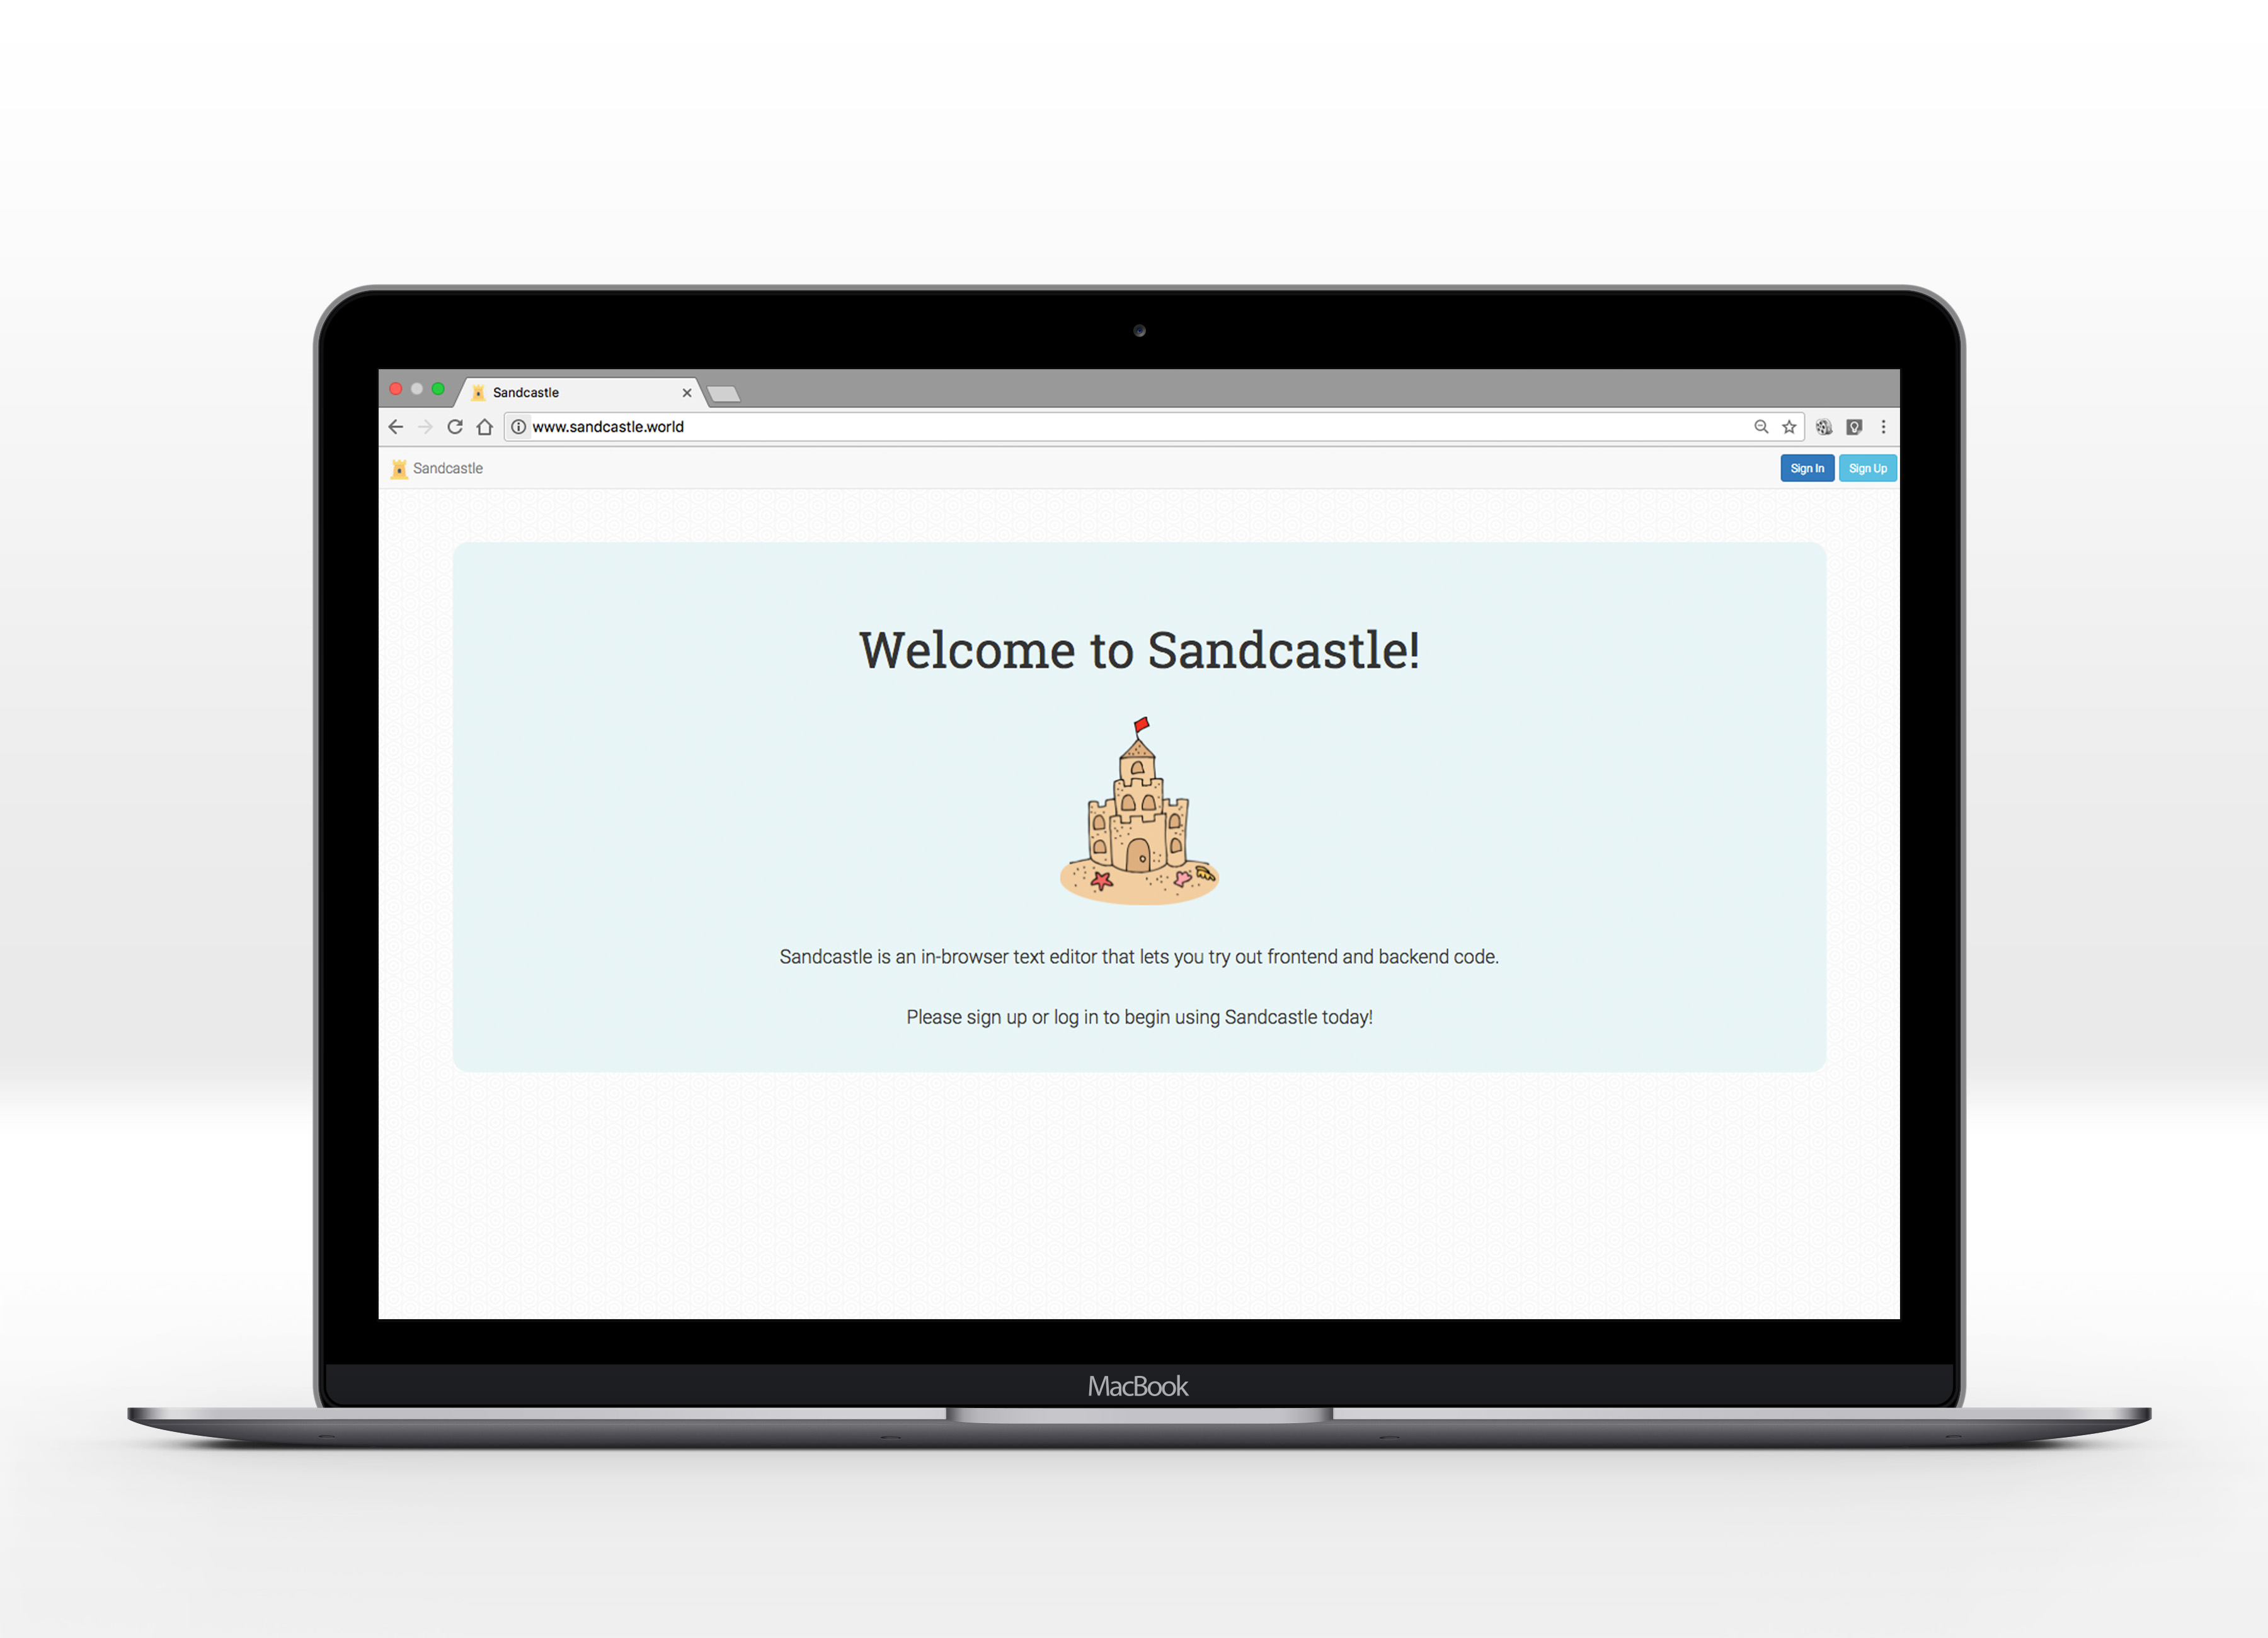 Sandcastle
www.sandcastle.world
Sandcastle
Sign In
Sign Up
Welcome to Sandcastle!
Sandcastle is an in-browser text editor that lets you try out frontend and backend code.
Please sign up or log in to begin using Sandcastle today!
MacBook